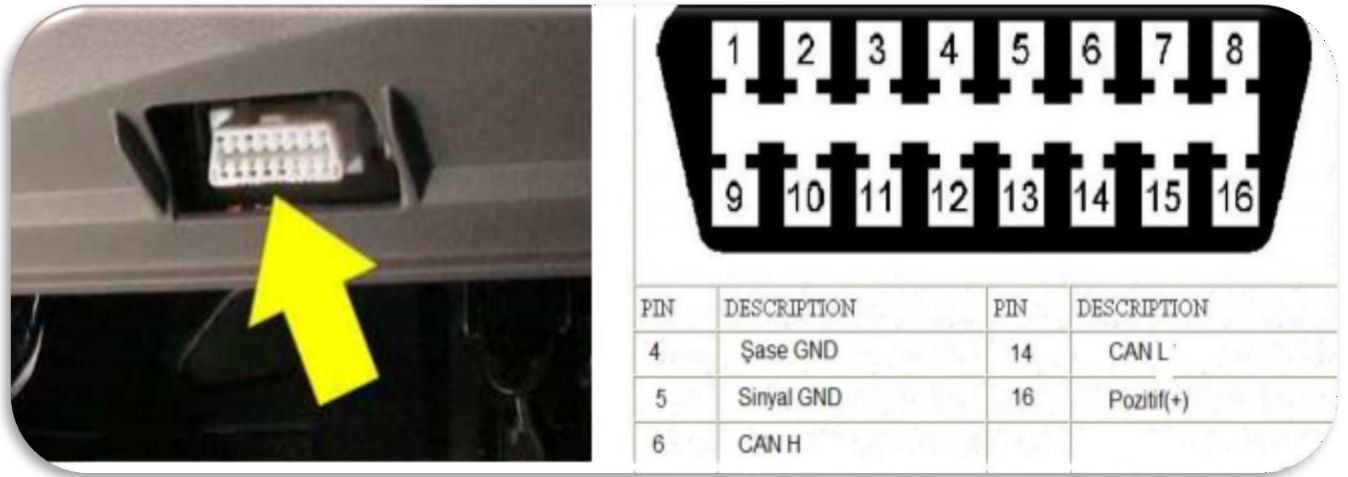 1 2 3 4 5 6 7 8
9 10 11 12 13 14 15 16
PIN DESCRIPTION PIN DESCRIPTION
4 Şase GND 14 CAN L
5 Sinyal GND 16 Pozitif(+)
6 CAN H